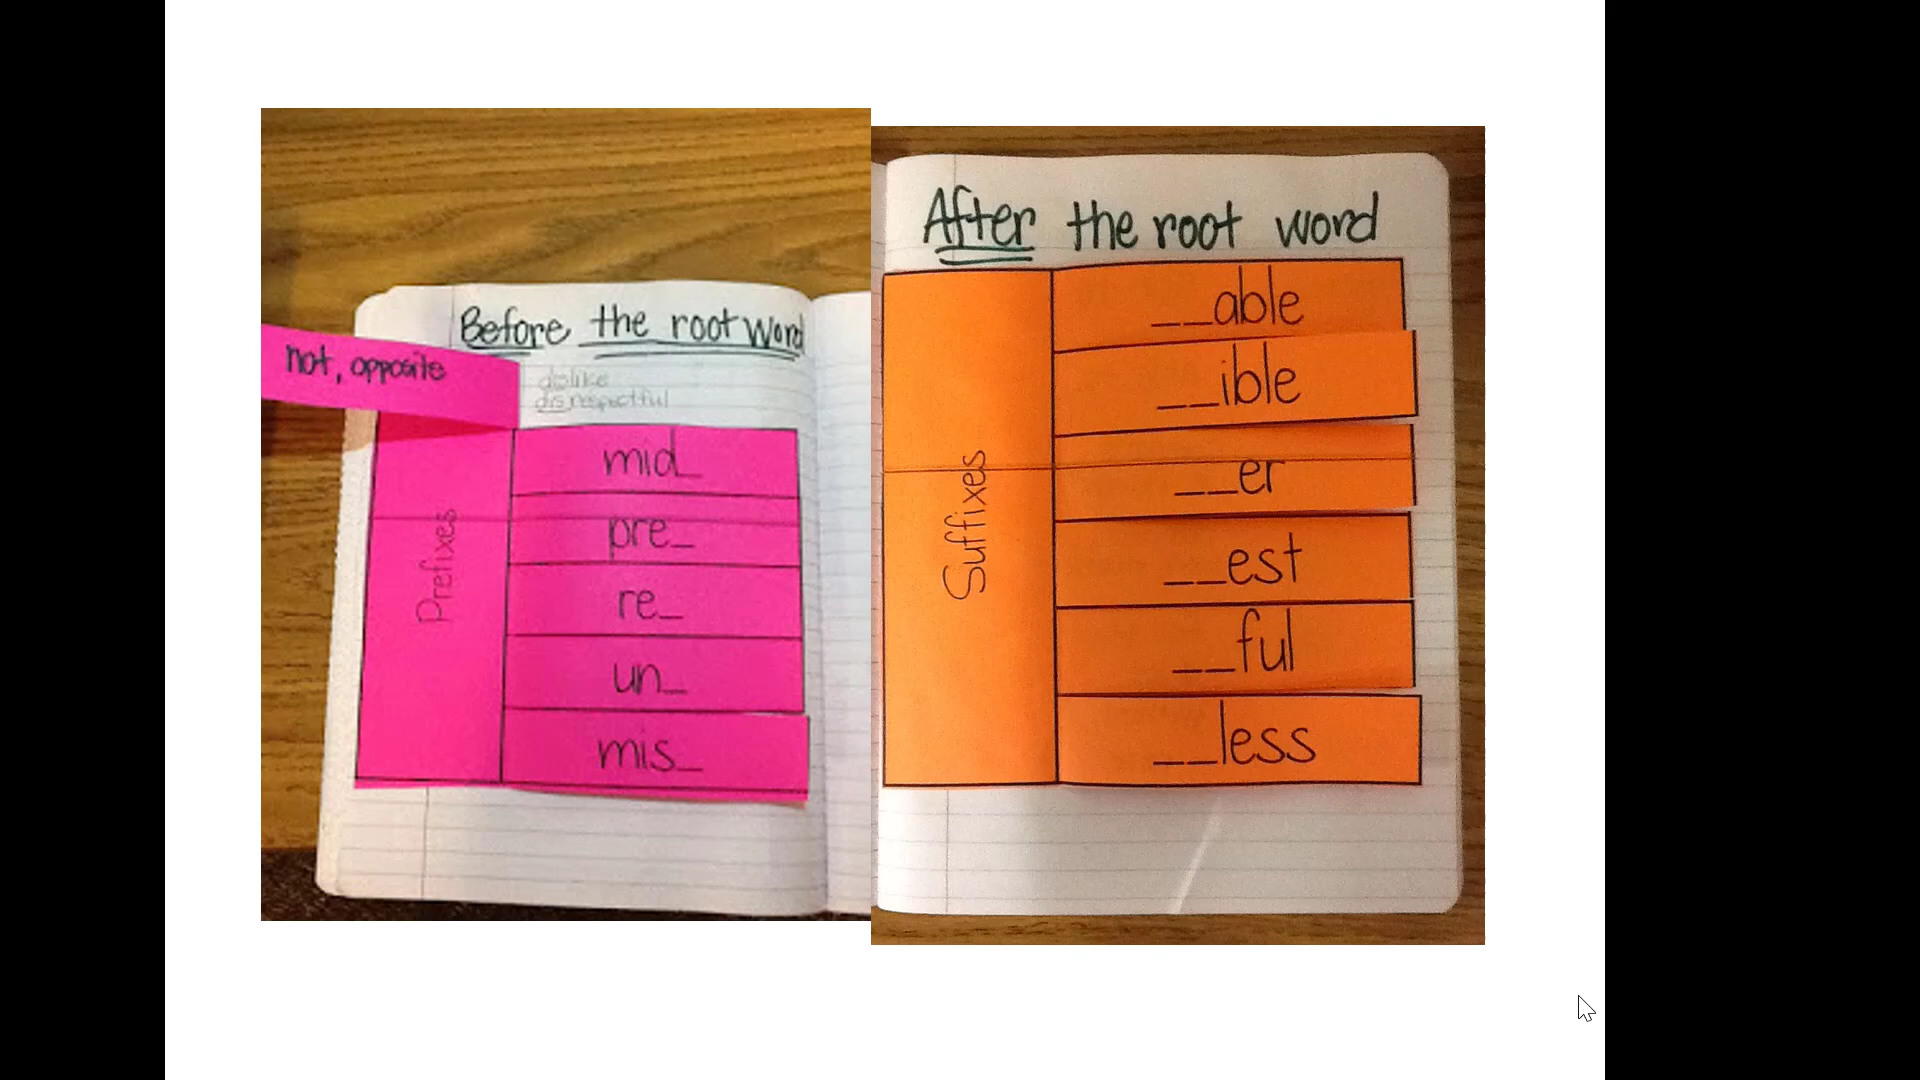 Before the root word
not, opposite
dislike
disrespectful
mid_
pre_
re_
un_
mis_
Prefixes
After the root word
__able
__ible
__er
__est
__ful
__less
Suffixes